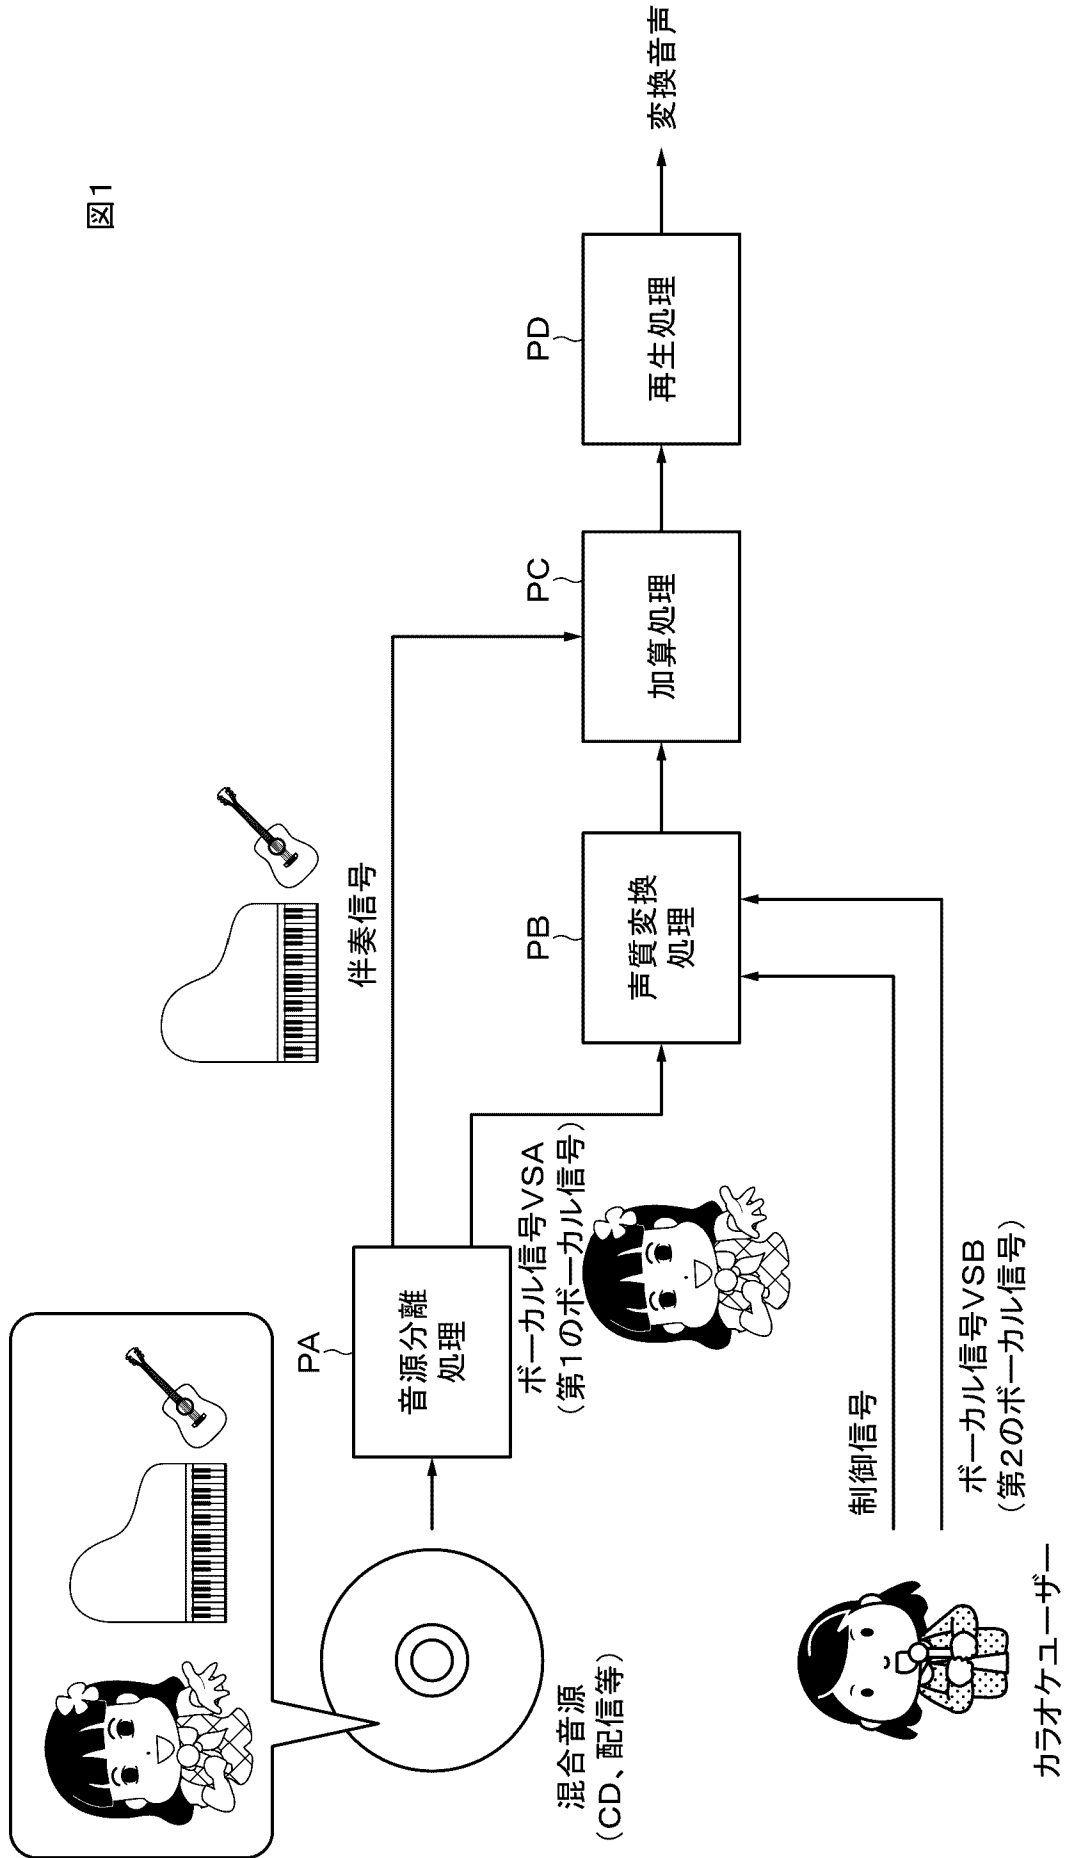 図1
混合音源
(CD、配信等)
PA
音源分離
処理
伴奏信号
ボーカル信号VSA
(第1のボーカル信号)
カラオケユーザー
制御信号
ボーカル信号VSB
(第2のボーカル信号)
PB
声質変換
処理
PC
加算処理
PD
再生処理
変換音声